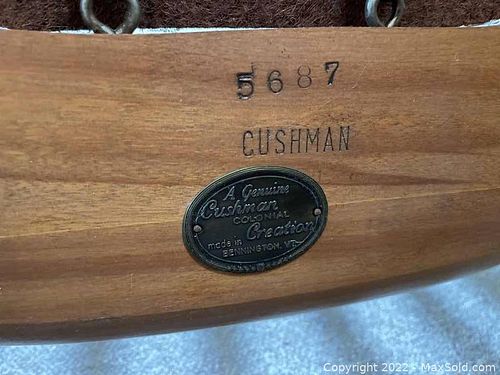 5687
CUSHMAN
A Genuine
Cushman
COLONIAL
Creation
made in
BENNINGTON, VT.
Copyright 2022 - MaxSold.com